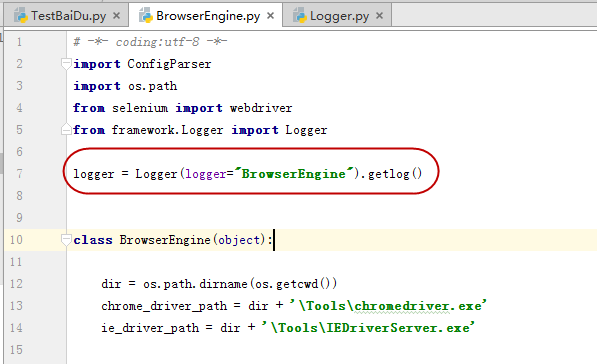 TestBaiDu.py × BrowserEngine.py × Logger.py ×
1 # -*- coding:utf-8 -*-
2 import ConfigParser
3 import os.path
4 from selenium import webdriver
5 from framework.Logger import Logger
6
7 logger = Logger(logger="BrowserEngine").getlog()
8
9
10 class BrowserEngine(object):
11
12 dir = os.path.dirname(os.getcwd())
13 chrome_driver_path = dir + '\Tools\chromedriver.exe'
14 ie_driver_path = dir + '\Tools\IEDriverServer.exe'
15